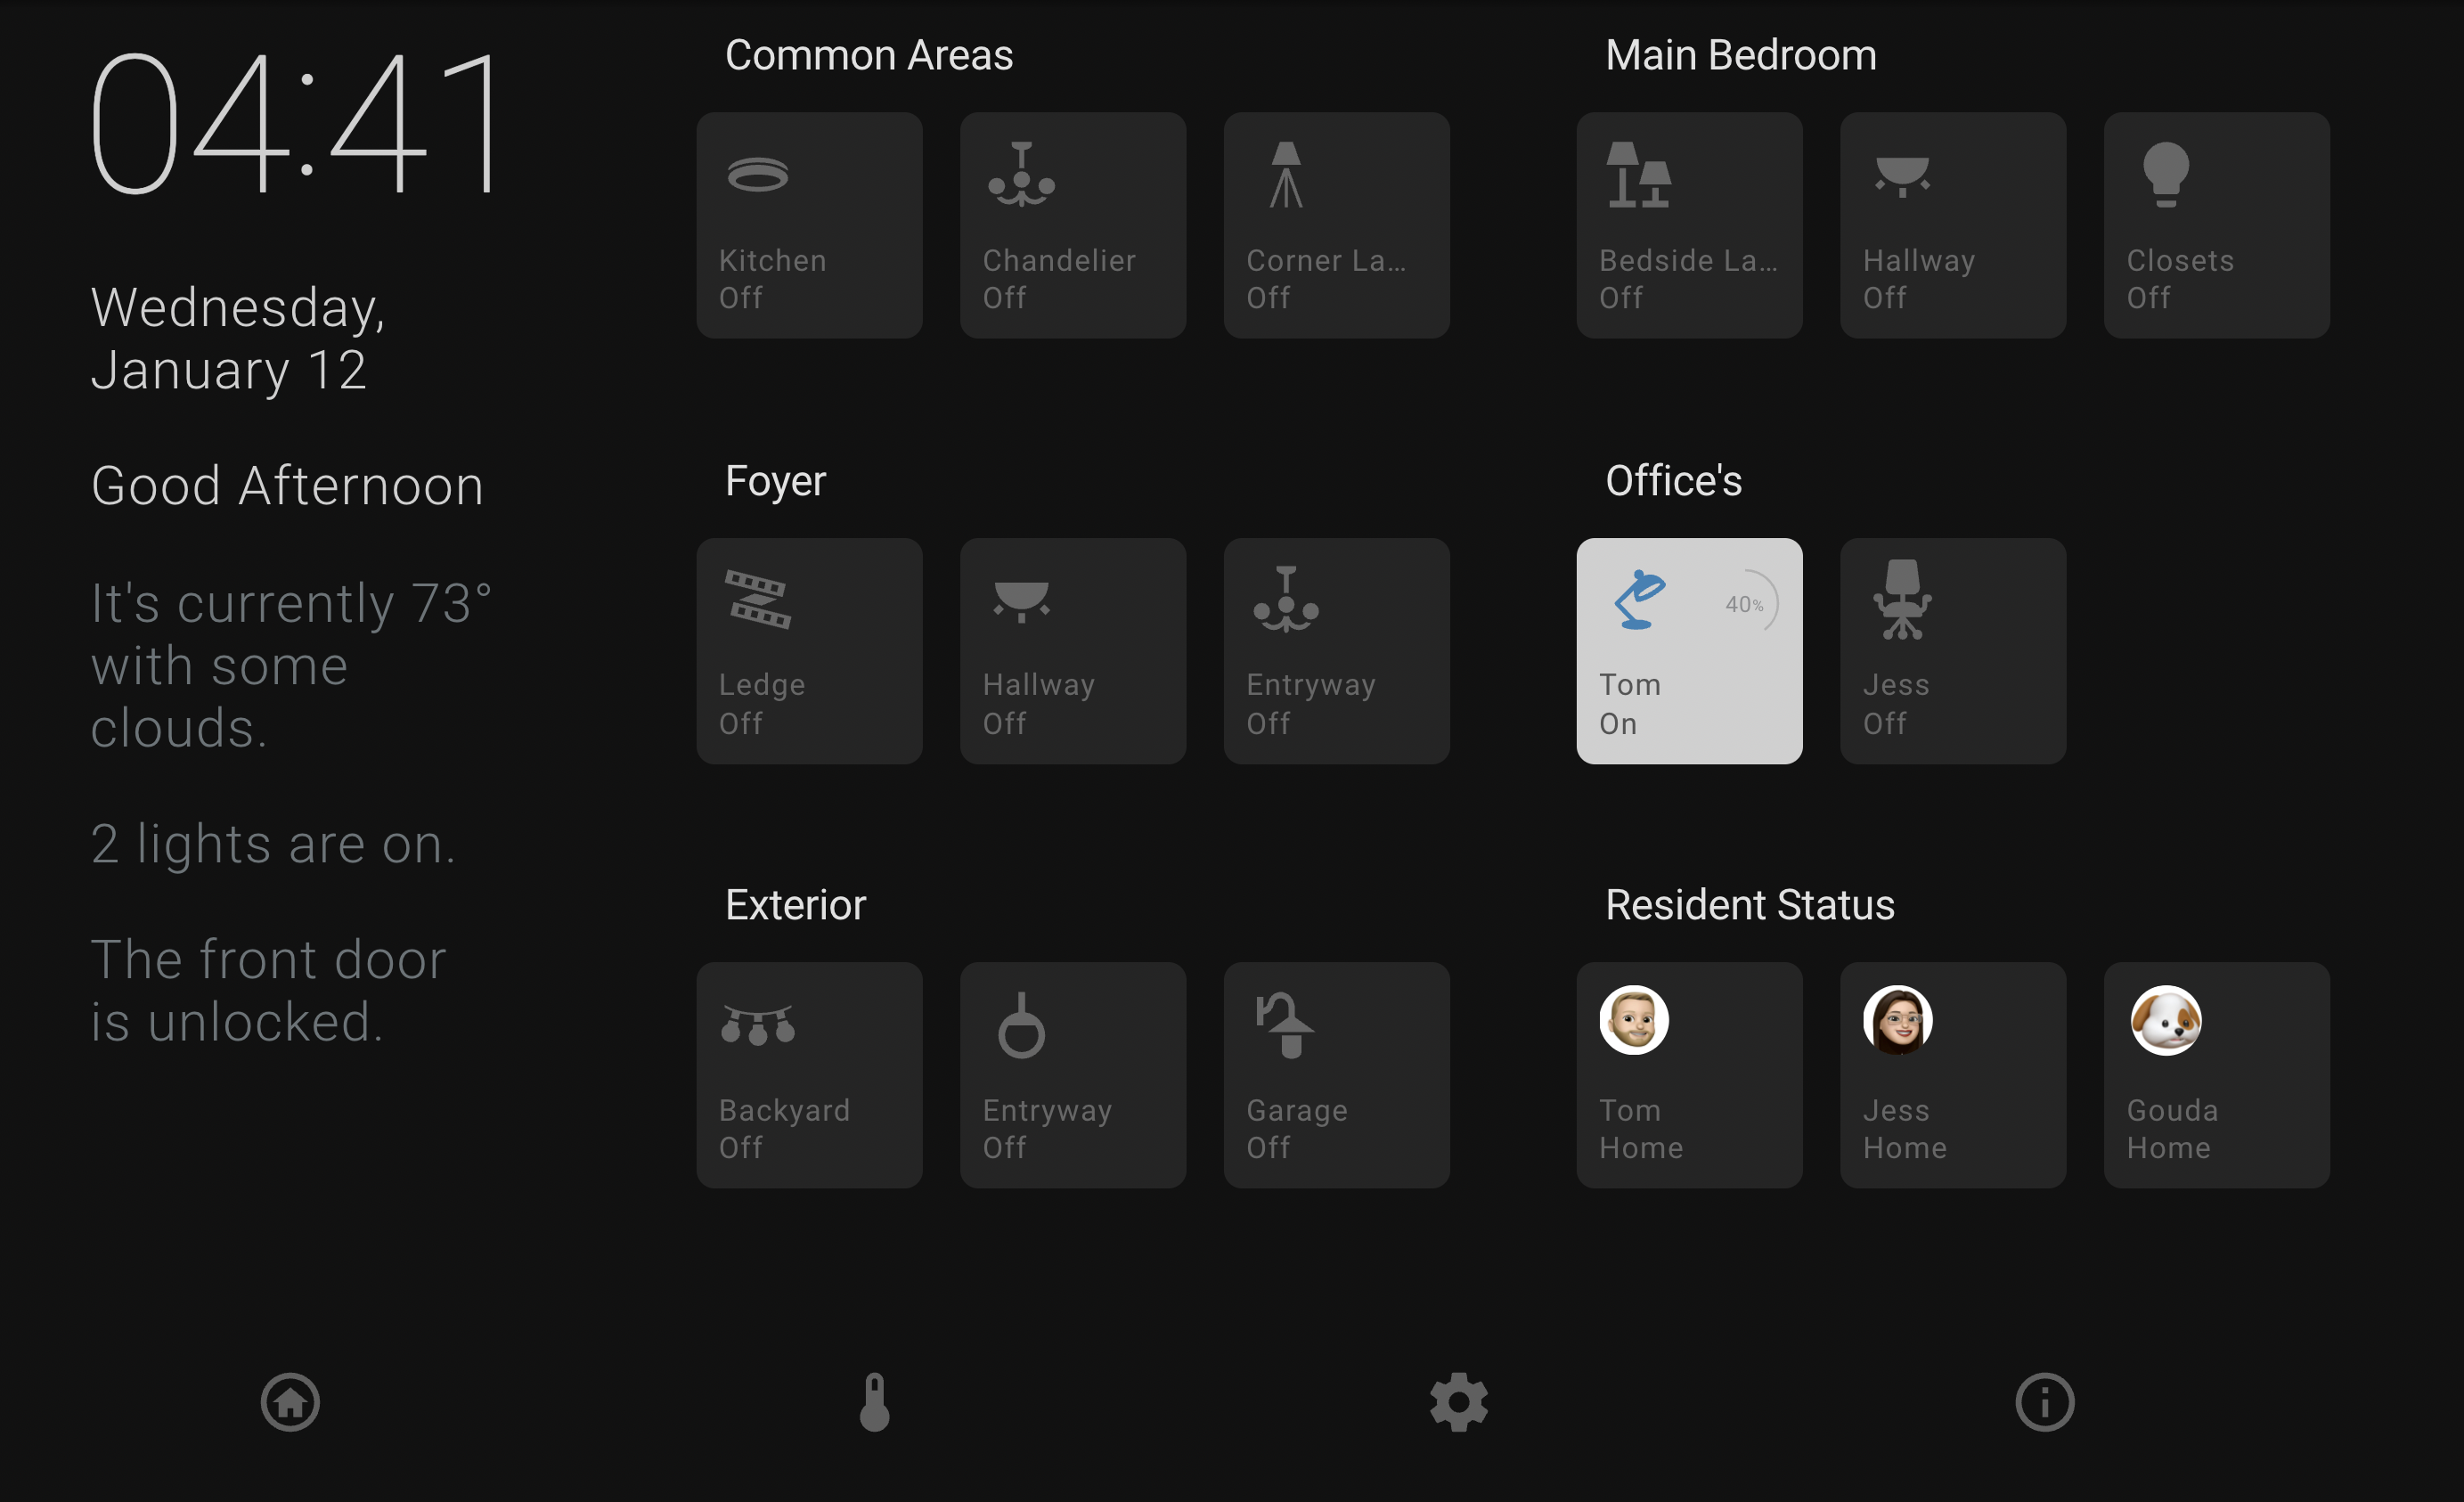 04:41
Wednesday,
January 12
Good Afternoon
It's currently 73°
with some
clouds.
2 lights are on.
The front door
is unlocked.
Common Areas
Kitchen
Off
Chandelier
Off
Corner La...
Off
Main Bedroom
Bedside La...
Off
Hallway
Off
Closets
Off
Foyer
Ledge
Off
Hallway
Off
Entryway
Off
Office's
40%
Tom
On
Jess
Off
Exterior
Backyard
Off
Entryway
Off
Garage
Off
Resident Status
Tom
Home
Jess
Home
Gouda
Home